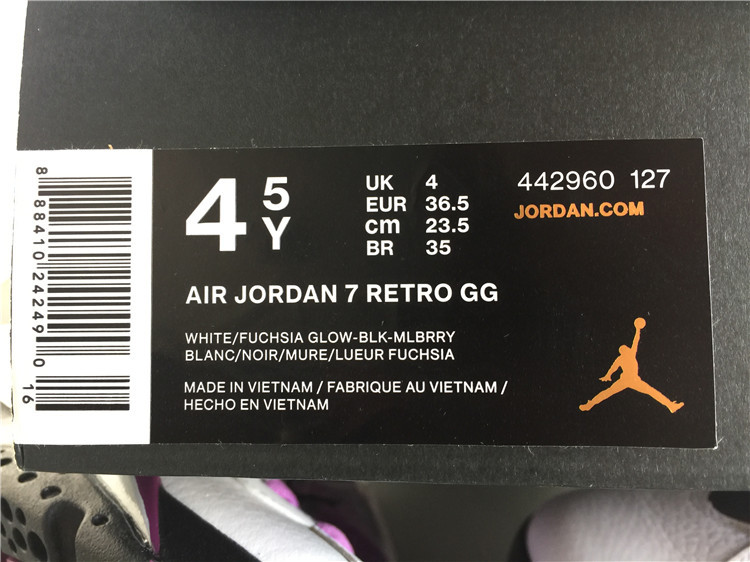 8 88410 24249 0
16
4 5
Y
UK 4
EUR 36.5
cm 23.5
BR 35
442960 127
JORDAN.COM
AIR JORDAN 7 RETRO GG
WHITE/FUCHSIA GLOW-BLK-MLBRRY
BLANC/NOIR/MURE/LUEUR FUCHSIA
MADE IN VIETNAM / FABRIQUE AU VIETNAM /
HECHO EN VIETNAM